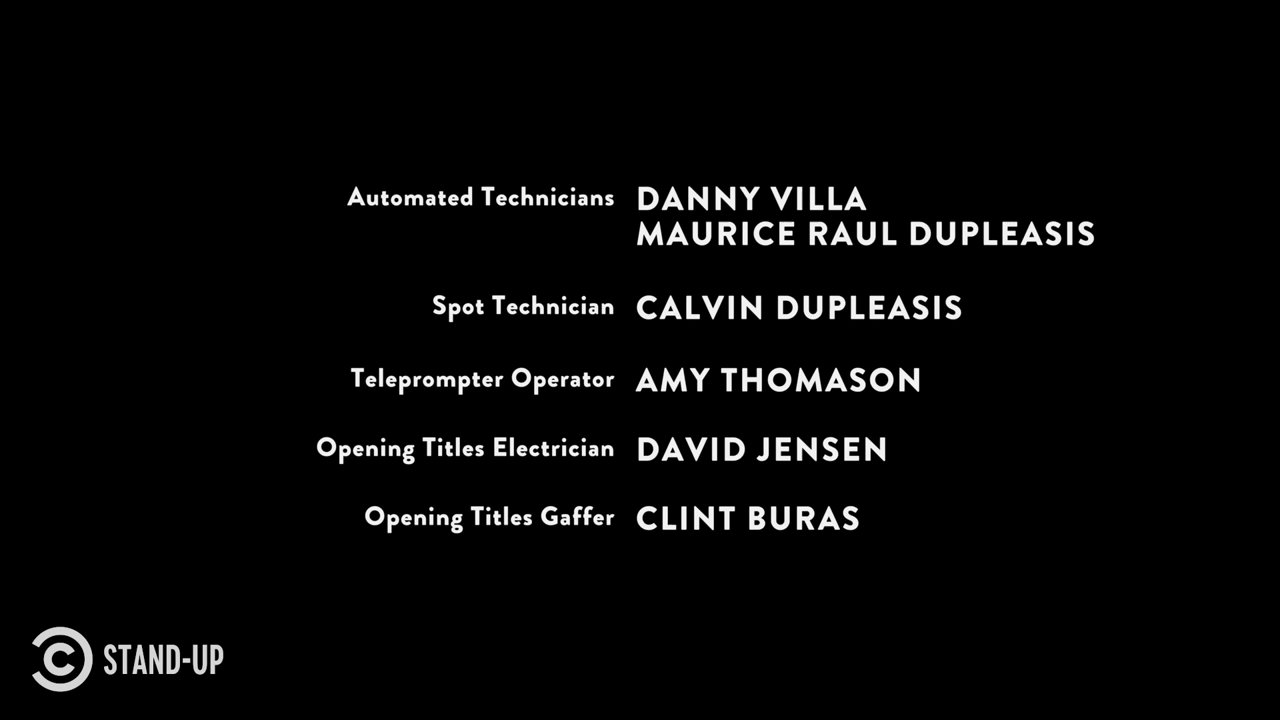 Automated Technicians DANNY VILLA
MAURICE RAUL DUPLEASIS
Spot Technician CALVIN DUPLEASIS
Teleprompter Operator AMY THOMASON
Opening Titles Electrician DAVID JENSEN
Opening Titles Gaffer CLINT BURAS
STAND-UP